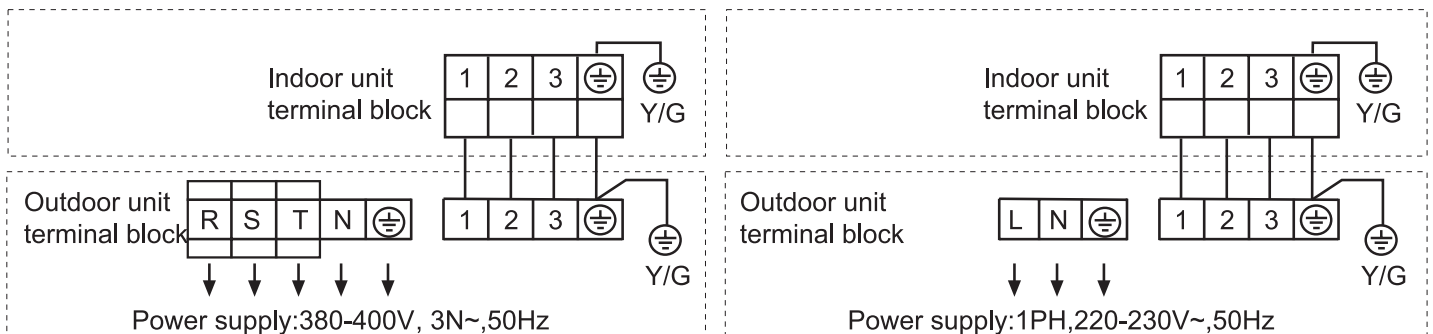 Indoor unit
terminal block
1 2 3
Y/G
Outdoor unit
terminal block
R S T N
1 2 3
Y/G
Power supply:380-400V, 3N~,50Hz
Indoor unit
terminal block
1 2 3
Y/G
Outdoor unit
terminal block
L N
1 2 3
Y/G
Power supply:1PH,220-230V~,50Hz